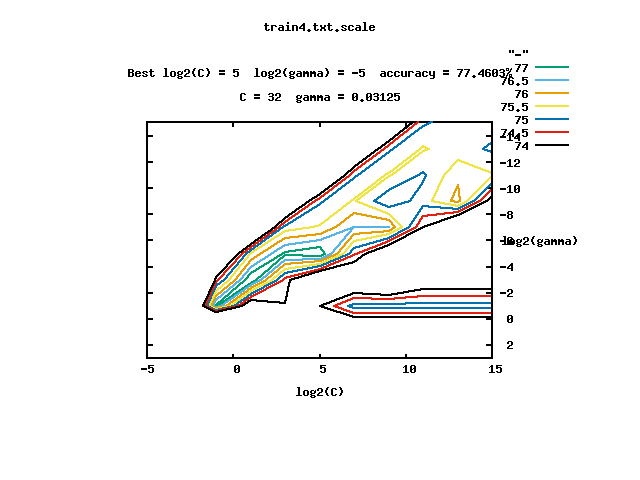 train4.txt.scale
"-"
Best log2(C) = 5 log2(gamma) = -5 accuracy = 77.4603%
77
76.5
76
75.5
75
74.5
74
C = 32 gamma = 0.03125
-14
-12
-10
-8
-6
log2(gamma)
-4
-2
0
2
-5 0 5 10 15
log2(C)